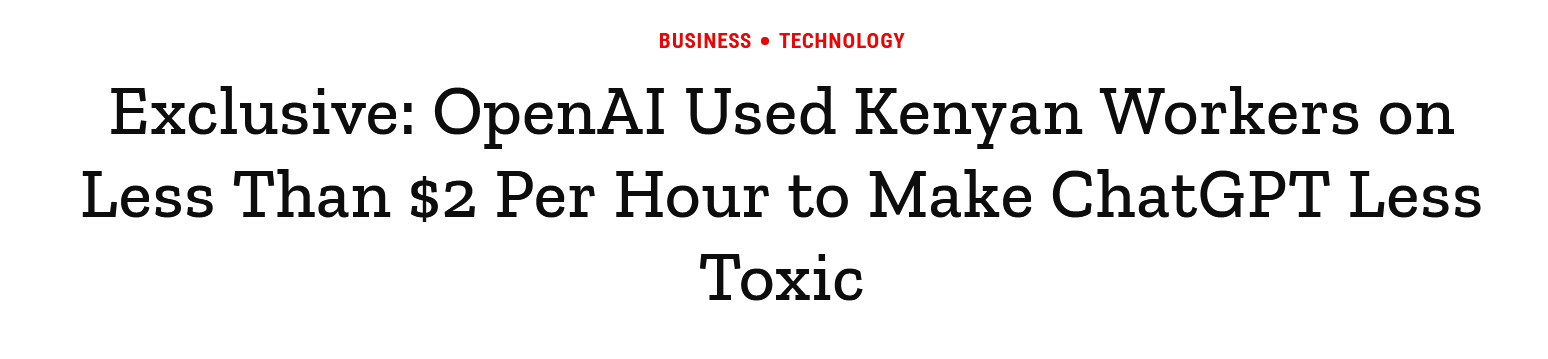 BUSINESS • TECHNOLOGY
Exclusive: OpenAI Used Kenyan Workers on
Less Than $2 Per Hour to Make ChatGPT Less
Toxic